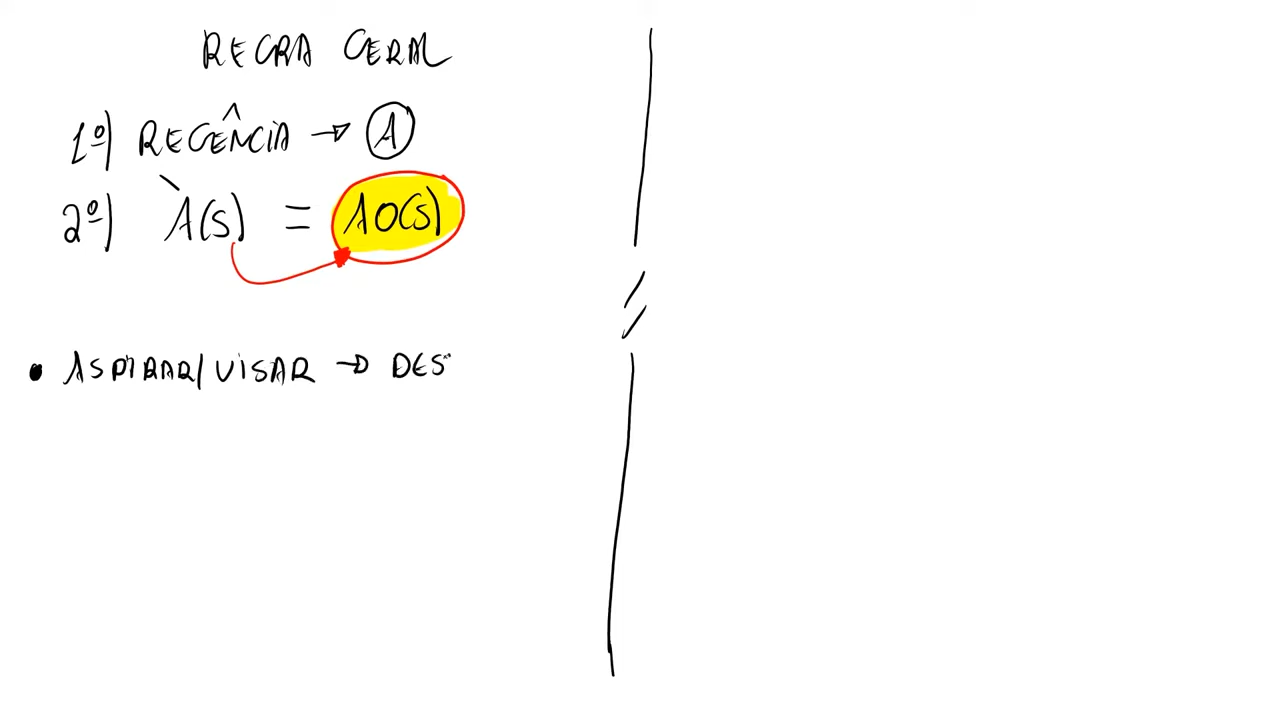 REGRA GERAL
1º) REGÊNCIA → A
2º) À(S) = AO(S)
• ASPIRAR/VISAR → DES